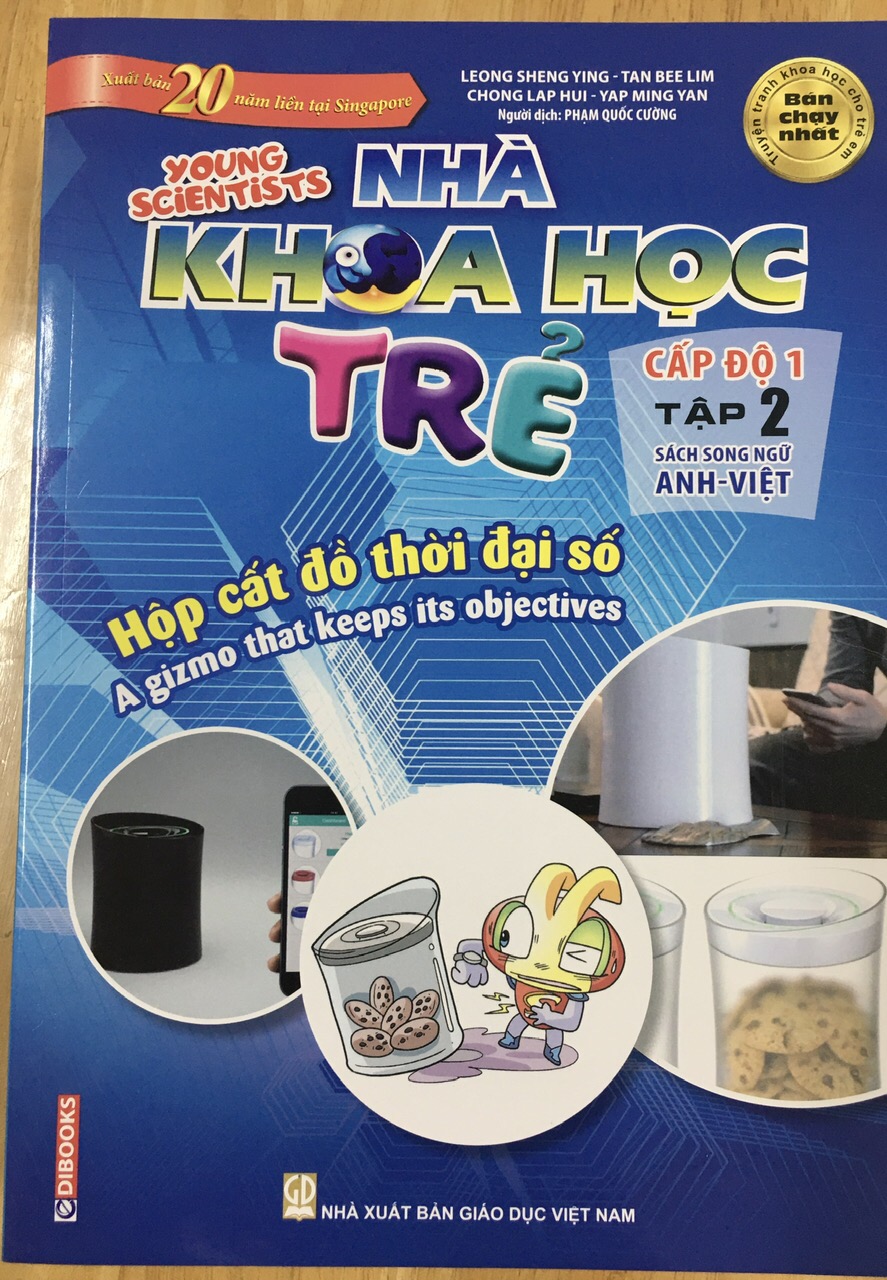 Xuất bản 20 năm liền tại Singapore
LEONG SHENG YING - TAN BEE LIM
CHONG LAP HUI - YAP MING YAN
Người dịch: PHẠM QUỐC CƯỜNG
Truyện tranh khoa học cho trẻ em
Bán
chạy
nhất
YOUNG
SCIENTISTS
NHÀ
KHOA HỌC
TRẺ
CẤP ĐỘ 1
TẬP 2
SÁCH SONG NGỮ
ANH-VIỆT
Hộp cất đồ thời đại số
A gizmo that keeps its objectives
DIBOOKS
GD
NHÀ XUẤT BẢN GIÁO DỤC VIỆT NAM